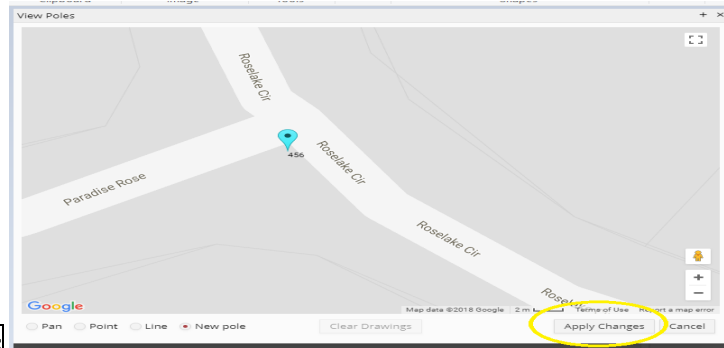 View Poles + ×
Roselake Cir
456
Roselake Cir
Paradise Rose
Roselake Cir
Google
Map data ©2018 Google 2 m Terms of Use Report a map error
Pan Point Line New pole Clear Drawings Apply Changes Cancel